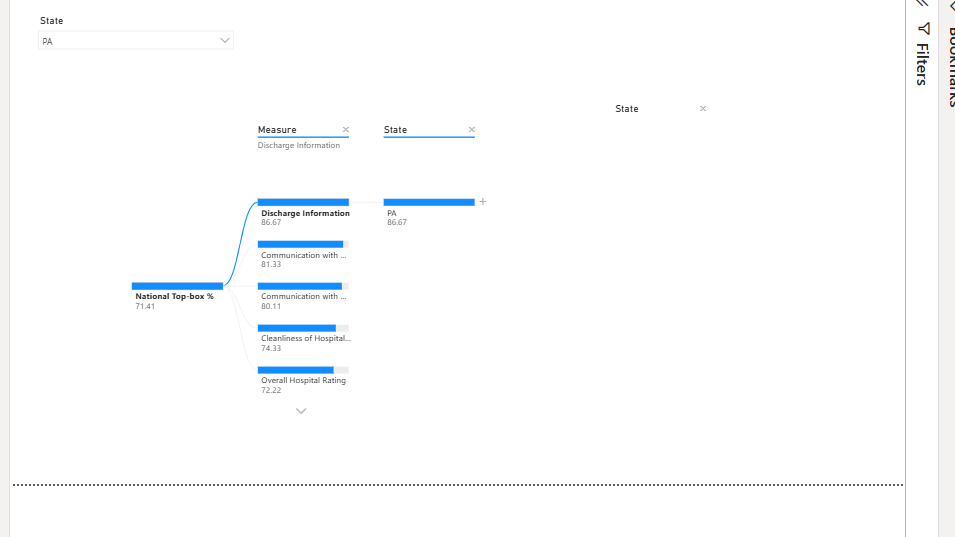 State
PA
State
Measure
State
Discharge Information
Discharge Information
86.67
PA
86.67
Communication with ...
81.33
National Top-box %
71.41
Communication with ...
80.11
Cleanliness of Hospital...
74.33
Overall Hospital Rating
72.22
Filters
Bookmarks